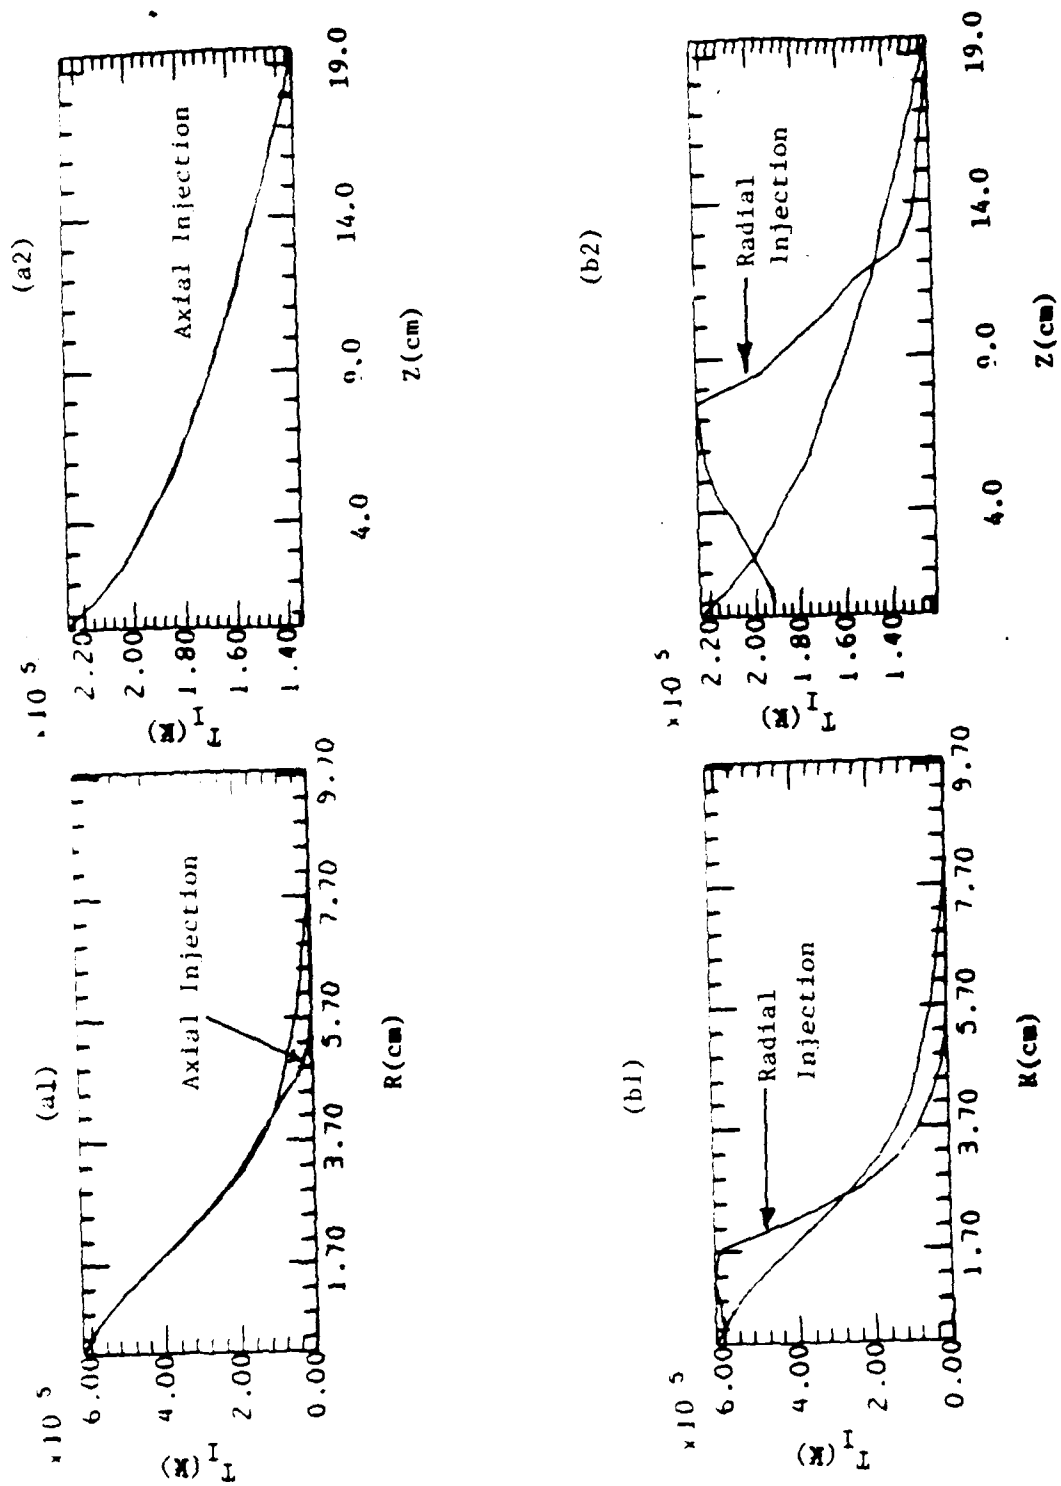 (a1)
×10 5
6.00
4.00
2.00
0.00
T I (K)
Axial Injection
1.70
3.70
5.70
7.70
9.70
R(cm)
(a2)
×10 5
2.20
2.00
1.80
1.60
1.40
T I (K)
Axial Injection
4.0
9.0
14.0
19.0
Z(cm)
(b1)
×10 5
6.00
4.00
2.00
0.00
T I (K)
Radial
Injection
1.70
3.70
5.70
7.70
9.70
R(cm)
(b2)
×10 5
2.20
2.00
1.80
1.60
1.40
T I (K)
Radial
Injection
4.0
9.0
14.0
19.0
Z(cm)